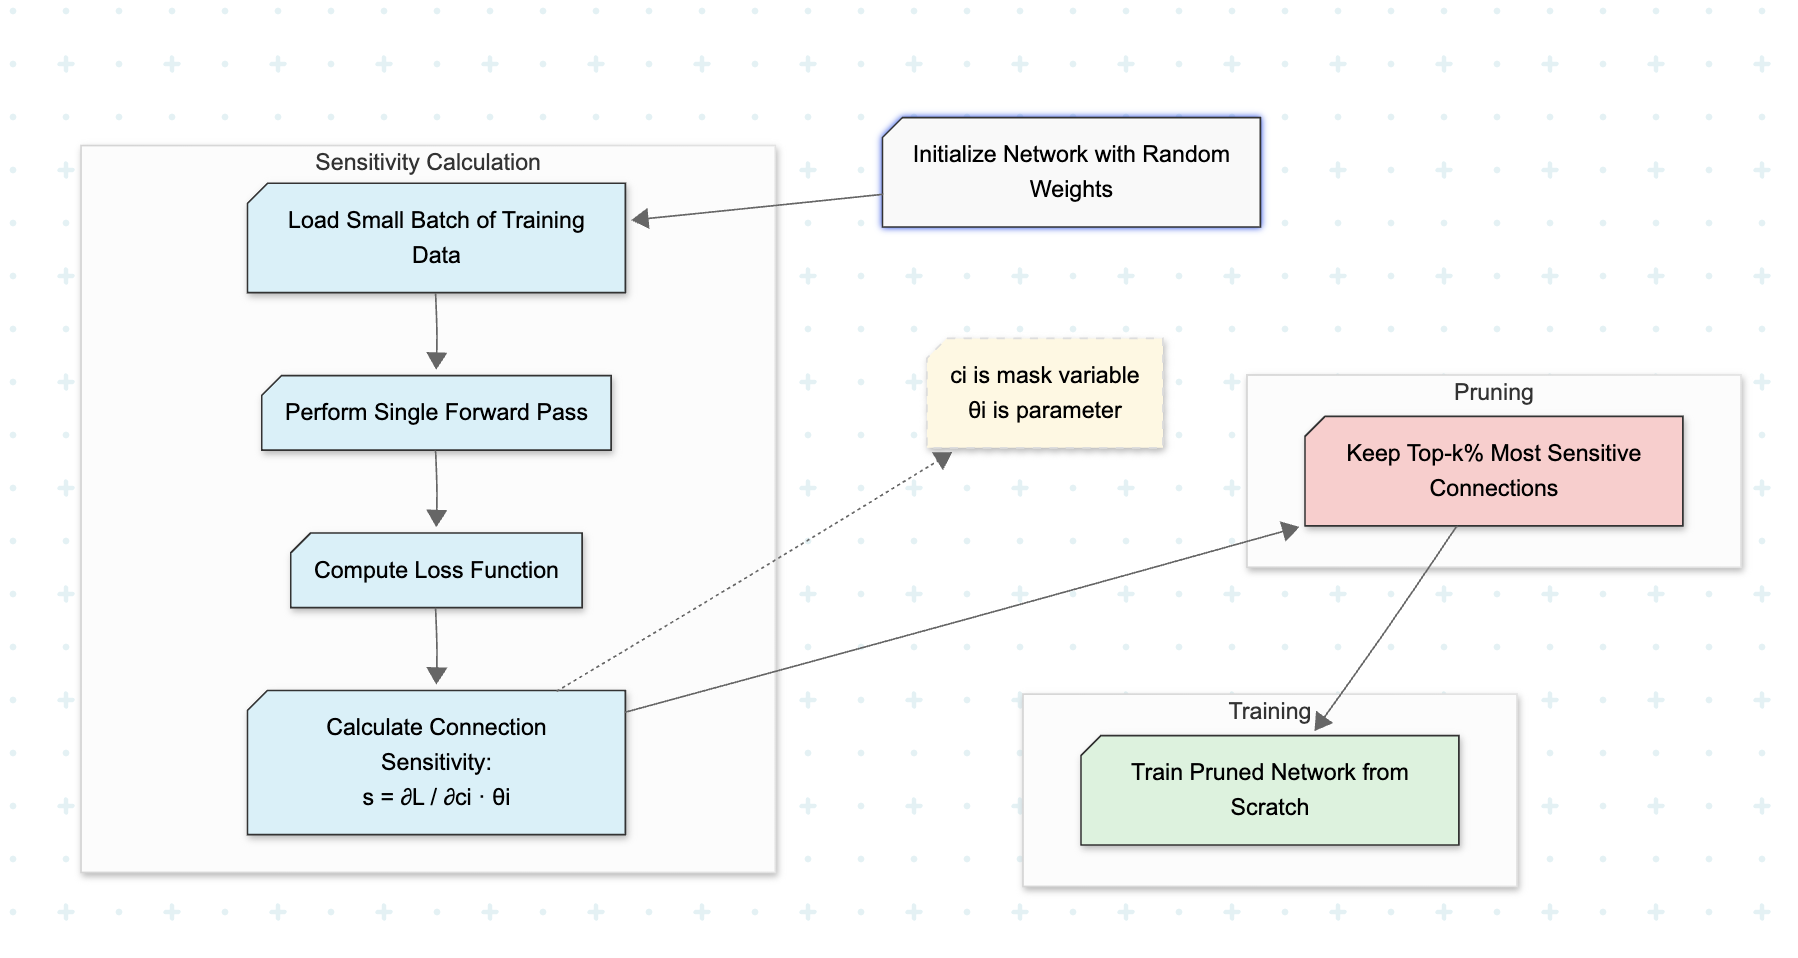 Initialize Network with Random
Weights
Sensitivity Calculation
Load Small Batch of Training
Data
Perform Single Forward Pass
Compute Loss Function
Calculate Connection
Sensitivity:
s = ∂L / ∂ci · θi
ci is mask variable
θi is parameter
Pruning
Keep Top-k% Most Sensitive
Connections
Training
Train Pruned Network from
Scratch